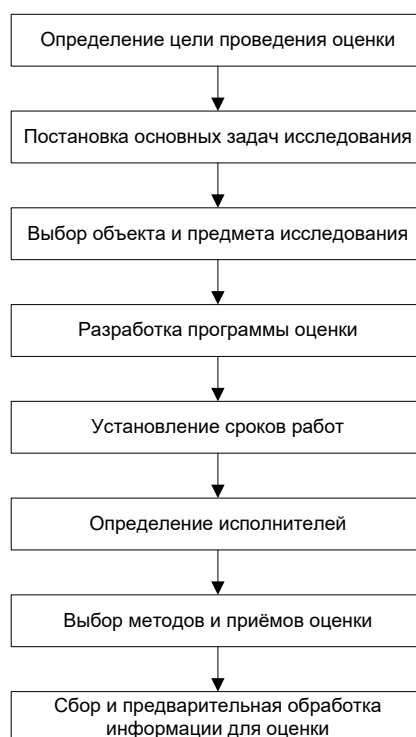 Определение цели проведения оценки
Постановка основных задач исследования
Выбор объекта и предмета исследования
Разработка программы оценки
Установление сроков работ
Определение исполнителей
Выбор методов и приёмов оценки
Сбор и предварительная обработка
информации для оценки